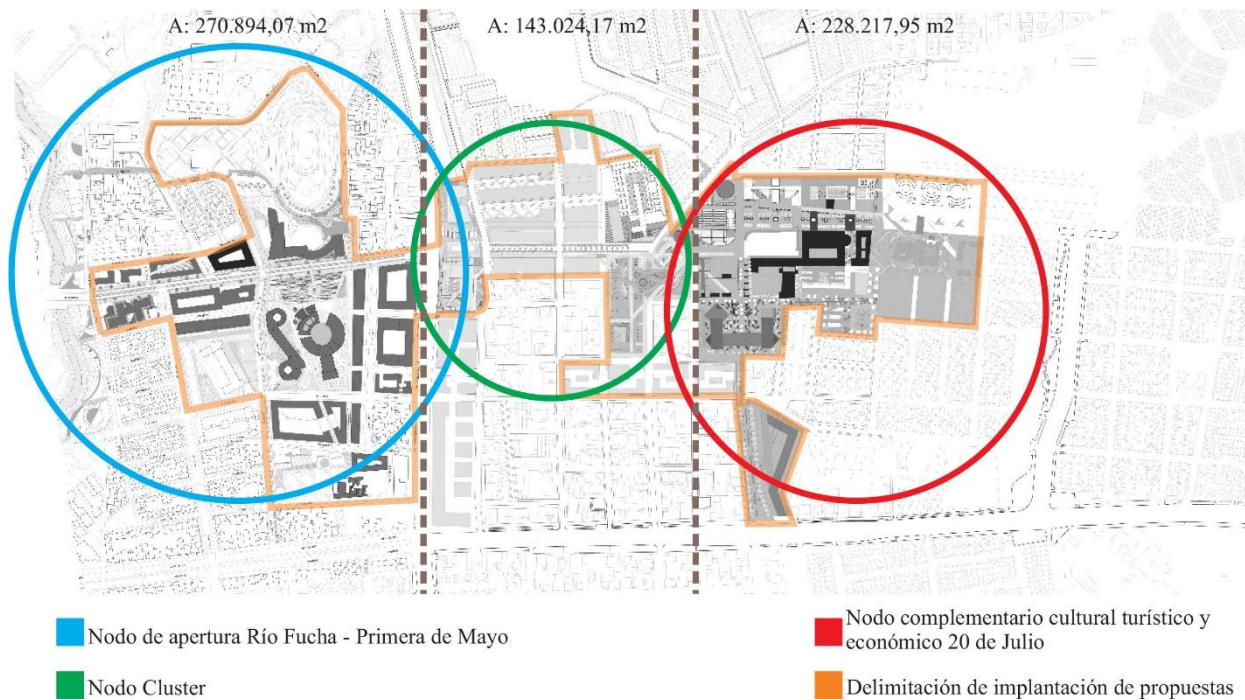 A: 270.894,07 m2
A: 143.024,17 m2
A: 228.217,95 m2
Nodo de apertura Río Fucha - Primera de Mayo
Nodo Cluster
Nodo complementario cultural turístico y
económico 20 de Julio
Delimitación de implantación de propuestas